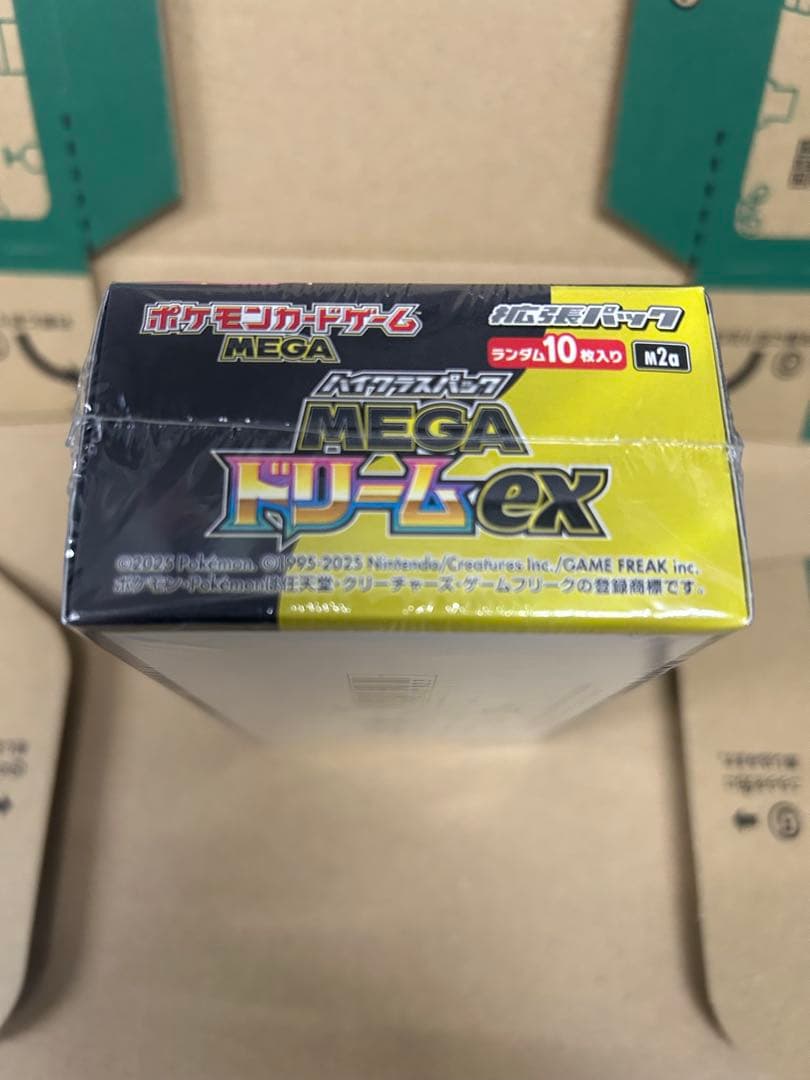 ポケモンカードゲーム
MEGA
拡張パック
ランダム10枚入り
M2a
ハイクラスパック
MEGA
ドリームex
©2025 Pokémon. ©1995-2025 Nintendo/Creatures Inc./GAME FREAK inc.
ポケモン・Pokémonは任天堂・クリーチャーズ・ゲームフリークの登録商標です。